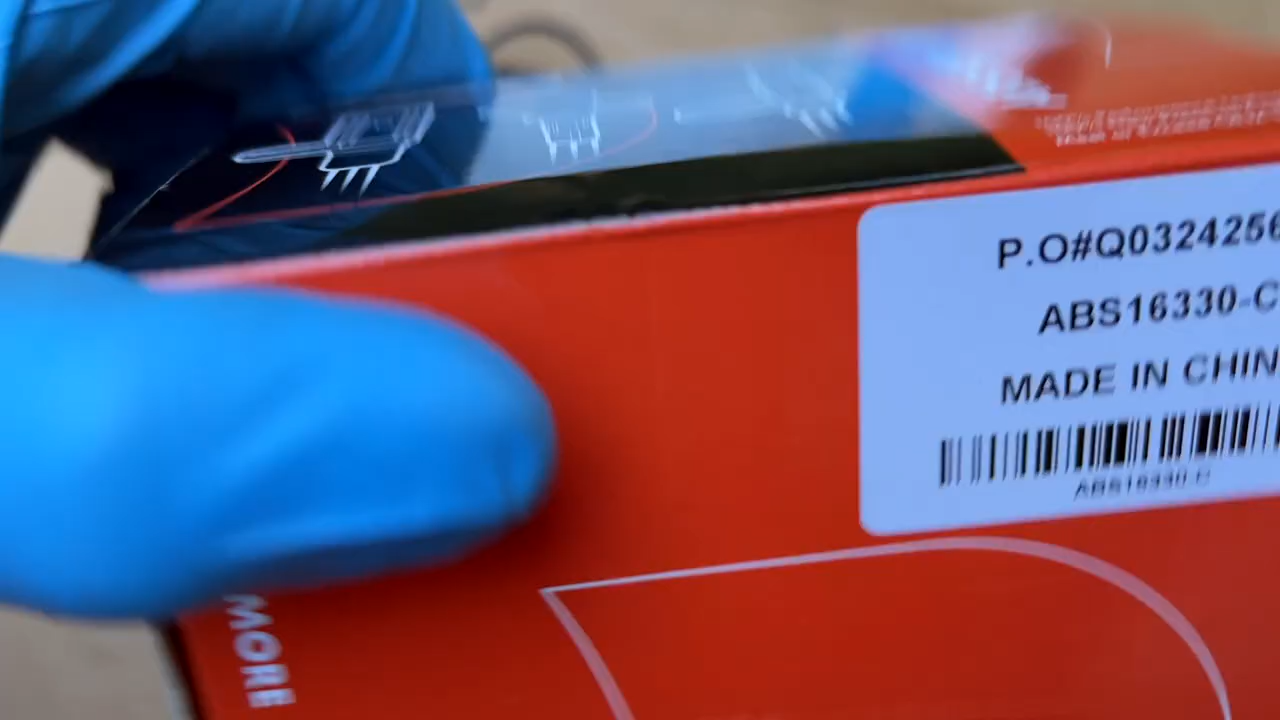 P.O#Q0324256
ABS16330-C
MADE IN CHIN
ABS16330-C
MORE